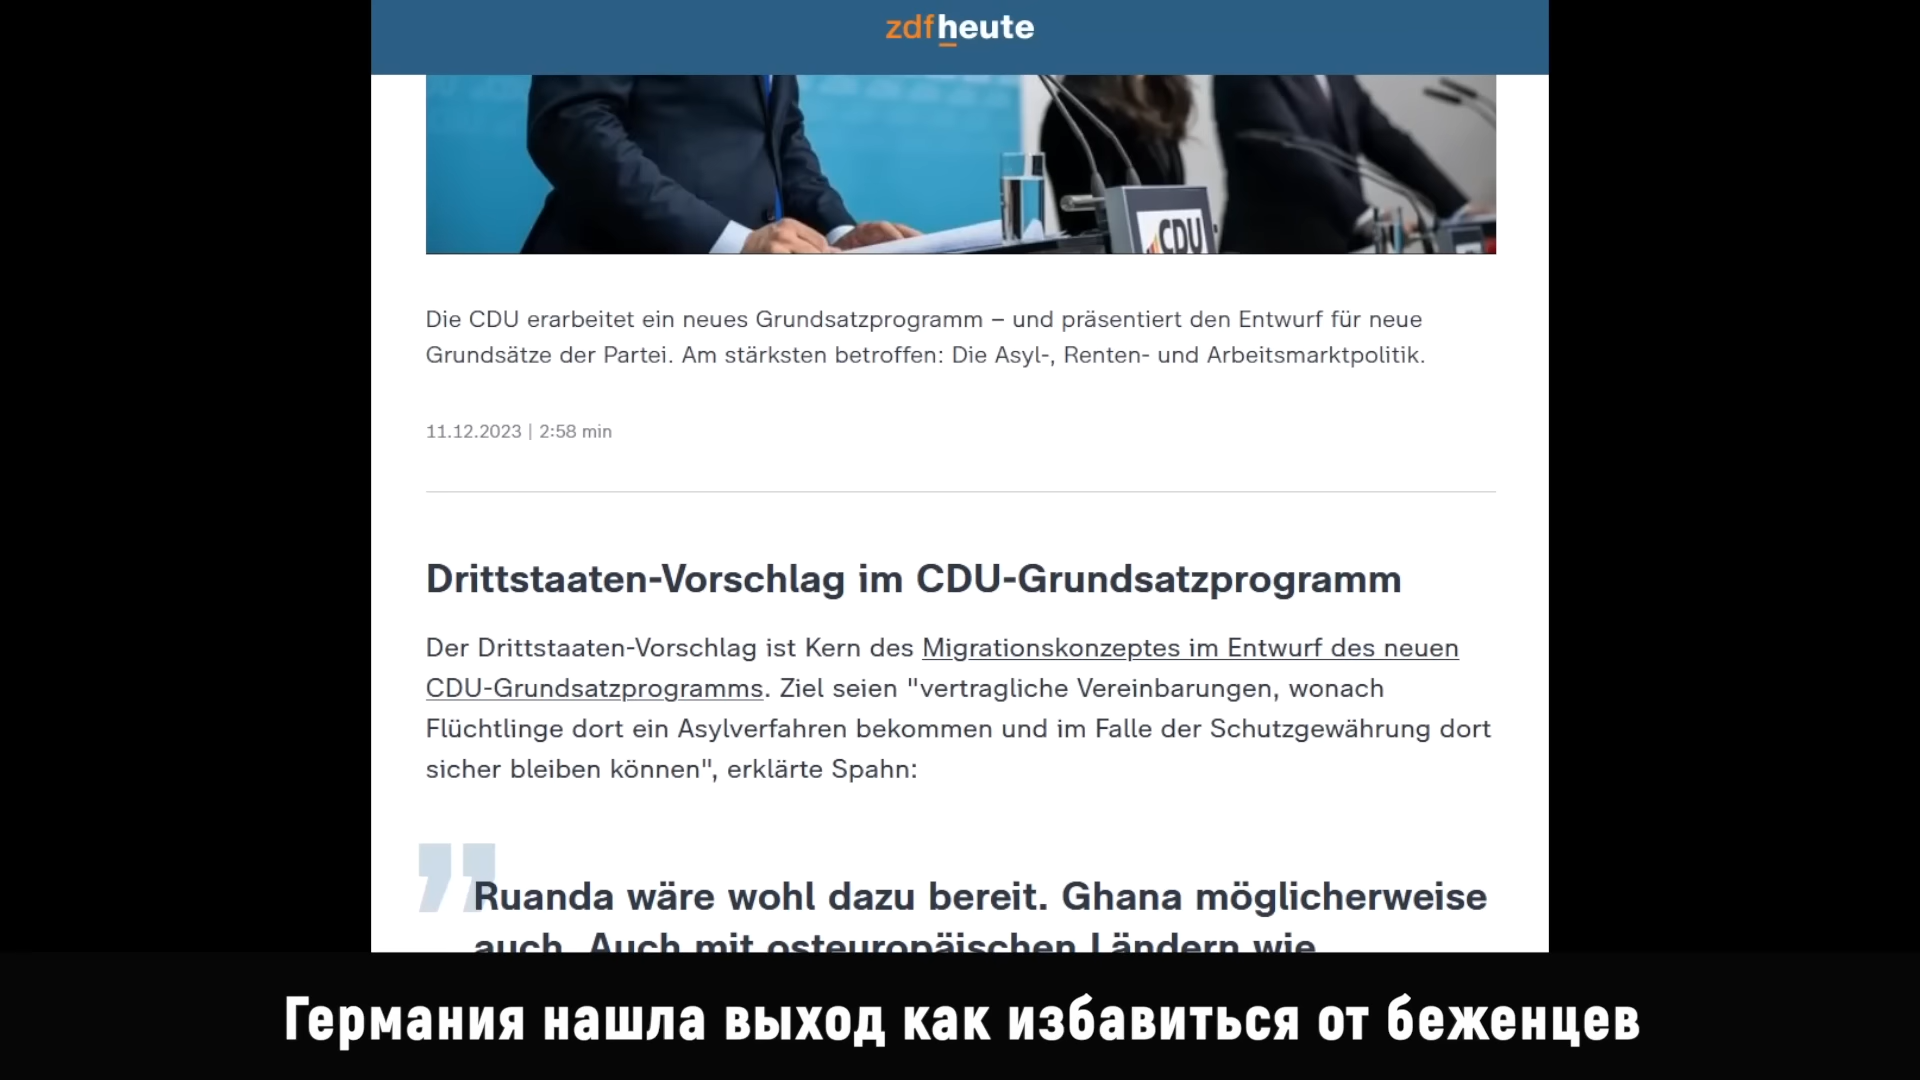 zdfheute
CDU
Die CDU erarbeitet ein neues Grundsatzprogramm – und präsentiert den Entwurf für neue
Grundsätze der Partei. Am stärksten betroffen: Die Asyl-, Renten- und Arbeitsmarktpolitik.
11.12.2023 | 2:58 min
Drittstaaten-Vorschlag im CDU-Grundsatzprogramm
Der Drittstaaten-Vorschlag ist Kern des Migrationskonzeptes im Entwurf des neuen
CDU-Grundsatzprogramms. Ziel seien "vertragliche Vereinbarungen, wonach
Flüchtlinge dort ein Asylverfahren bekommen und im Falle der Schutzgewährung dort
sicher bleiben können", erklärte Spahn:
" Ruanda wäre wohl dazu bereit. Ghana möglicherweise
auch. Auch mit osteuropäischen Ländern wie
Германия нашла выход как избавиться от беженцев